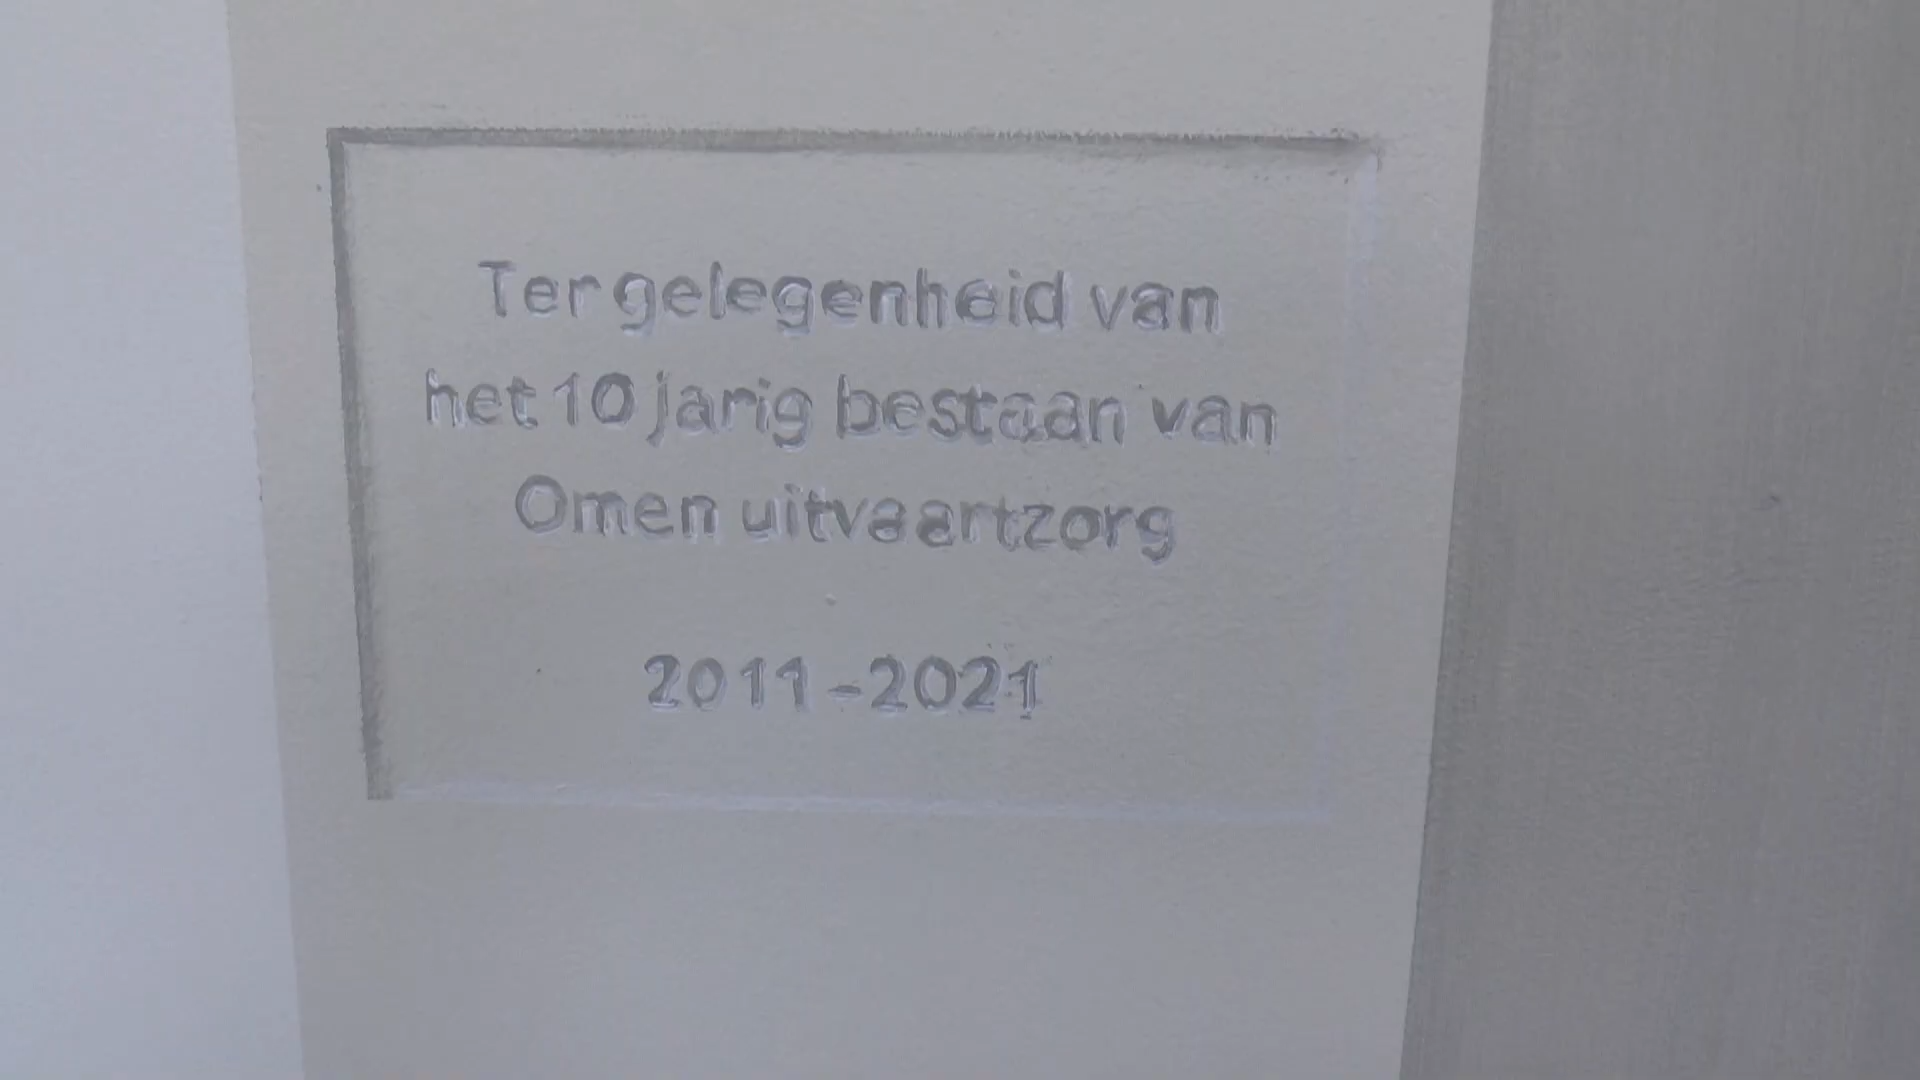 Ter gelegenheid van
het 10 jarig bestaan van
Omen uitvaartzorg
2011-2021